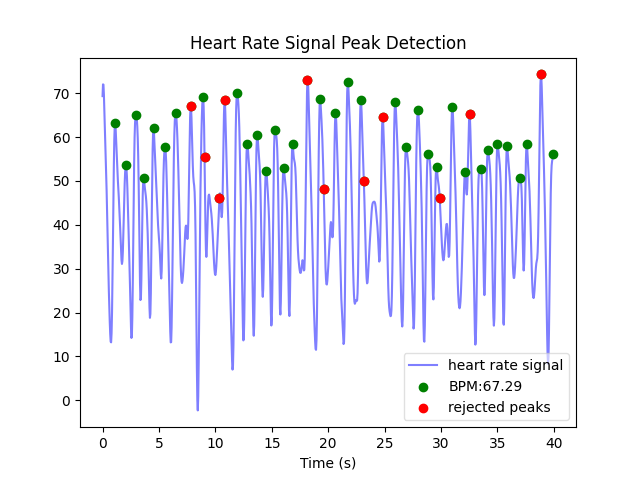 Heart Rate Signal Peak Detection
70
60
50
40
30
20
10
0
heart rate signal
BPM:67.29
rejected peaks
0 5 10 15 20 25 30 35 40
Time (s)